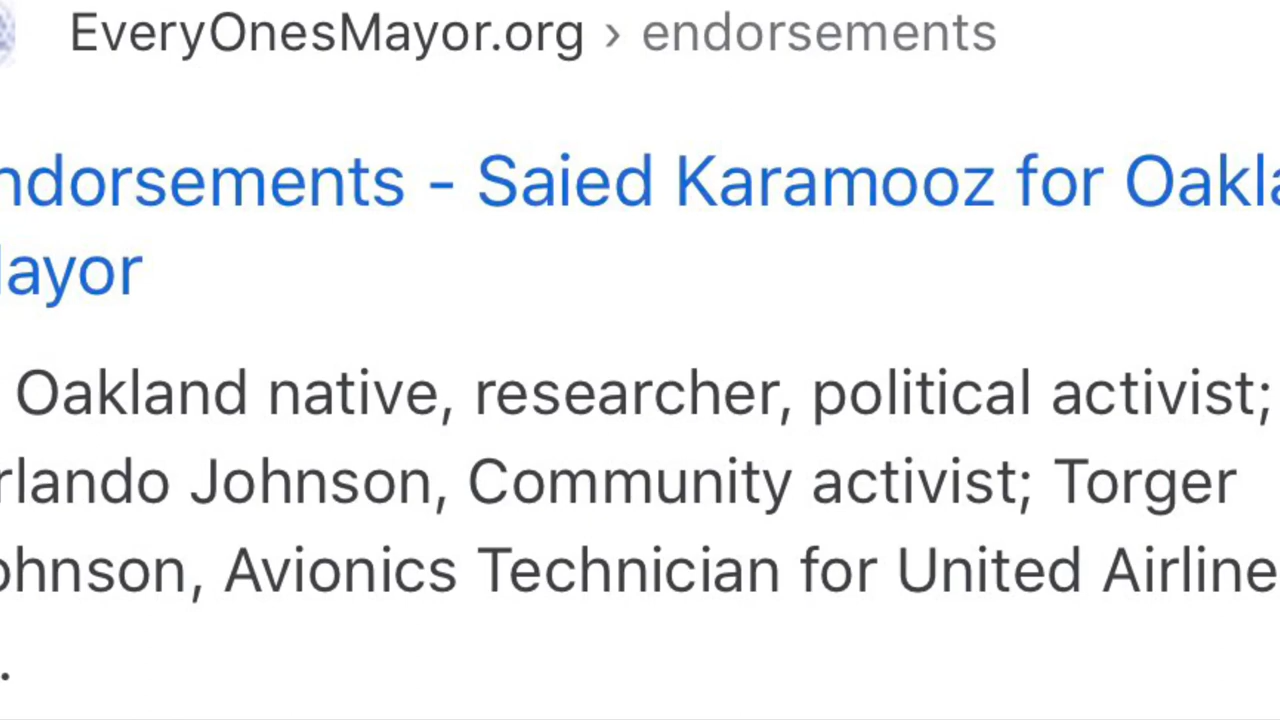 EveryOnesMayor.org › endorsements
ndorsements - Saied Karamooz for Oakla
ayor
Oakland native, researcher, political activist;
rlando Johnson, Community activist; Torger
ohnson, Avionics Technician for United Airline
.